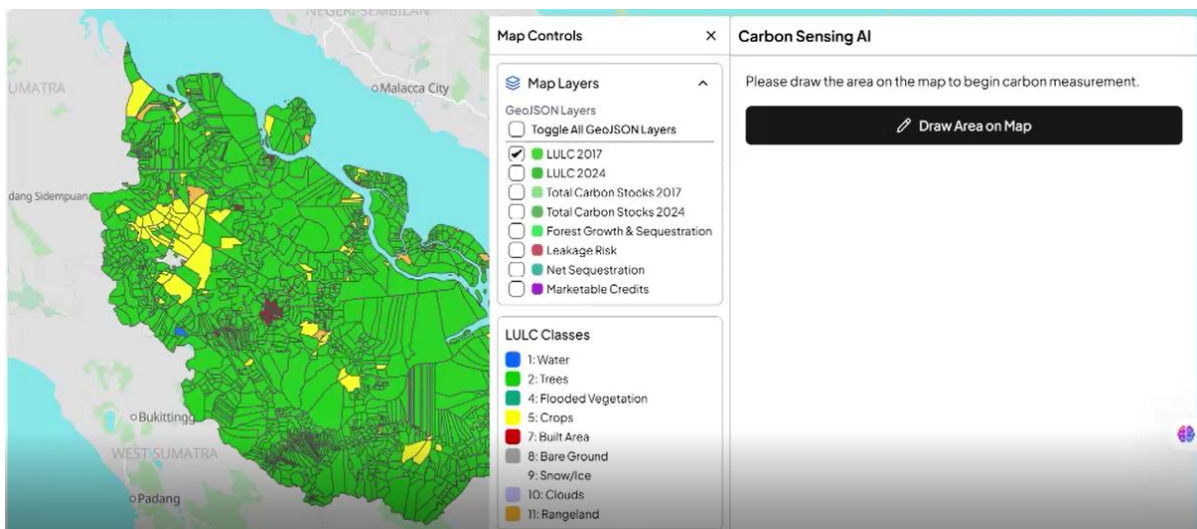 NEGERI SEMBILAN
UMATRA
Malacca City
dang Sidempuan
Bukittingg
WEST SUMATRA
Padang
Map Controls
Map Layers
GeoJSON Layers
Toggle All GeoJSON Layers
LULC 2017
LULC 2024
Total Carbon Stocks 2017
Total Carbon Stocks 2024
Forest Growth & Sequestration
Leakage Risk
Net Sequestration
Marketable Credits
LULC Classes
1: Water
2: Trees
4: Flooded Vegetation
5: Crops
7: Built Area
8: Bare Ground
9: Snow/Ice
10: Clouds
11: Rangeland
Carbon Sensing AI
Please draw the area on the map to begin carbon measurement.
Draw Area on Map